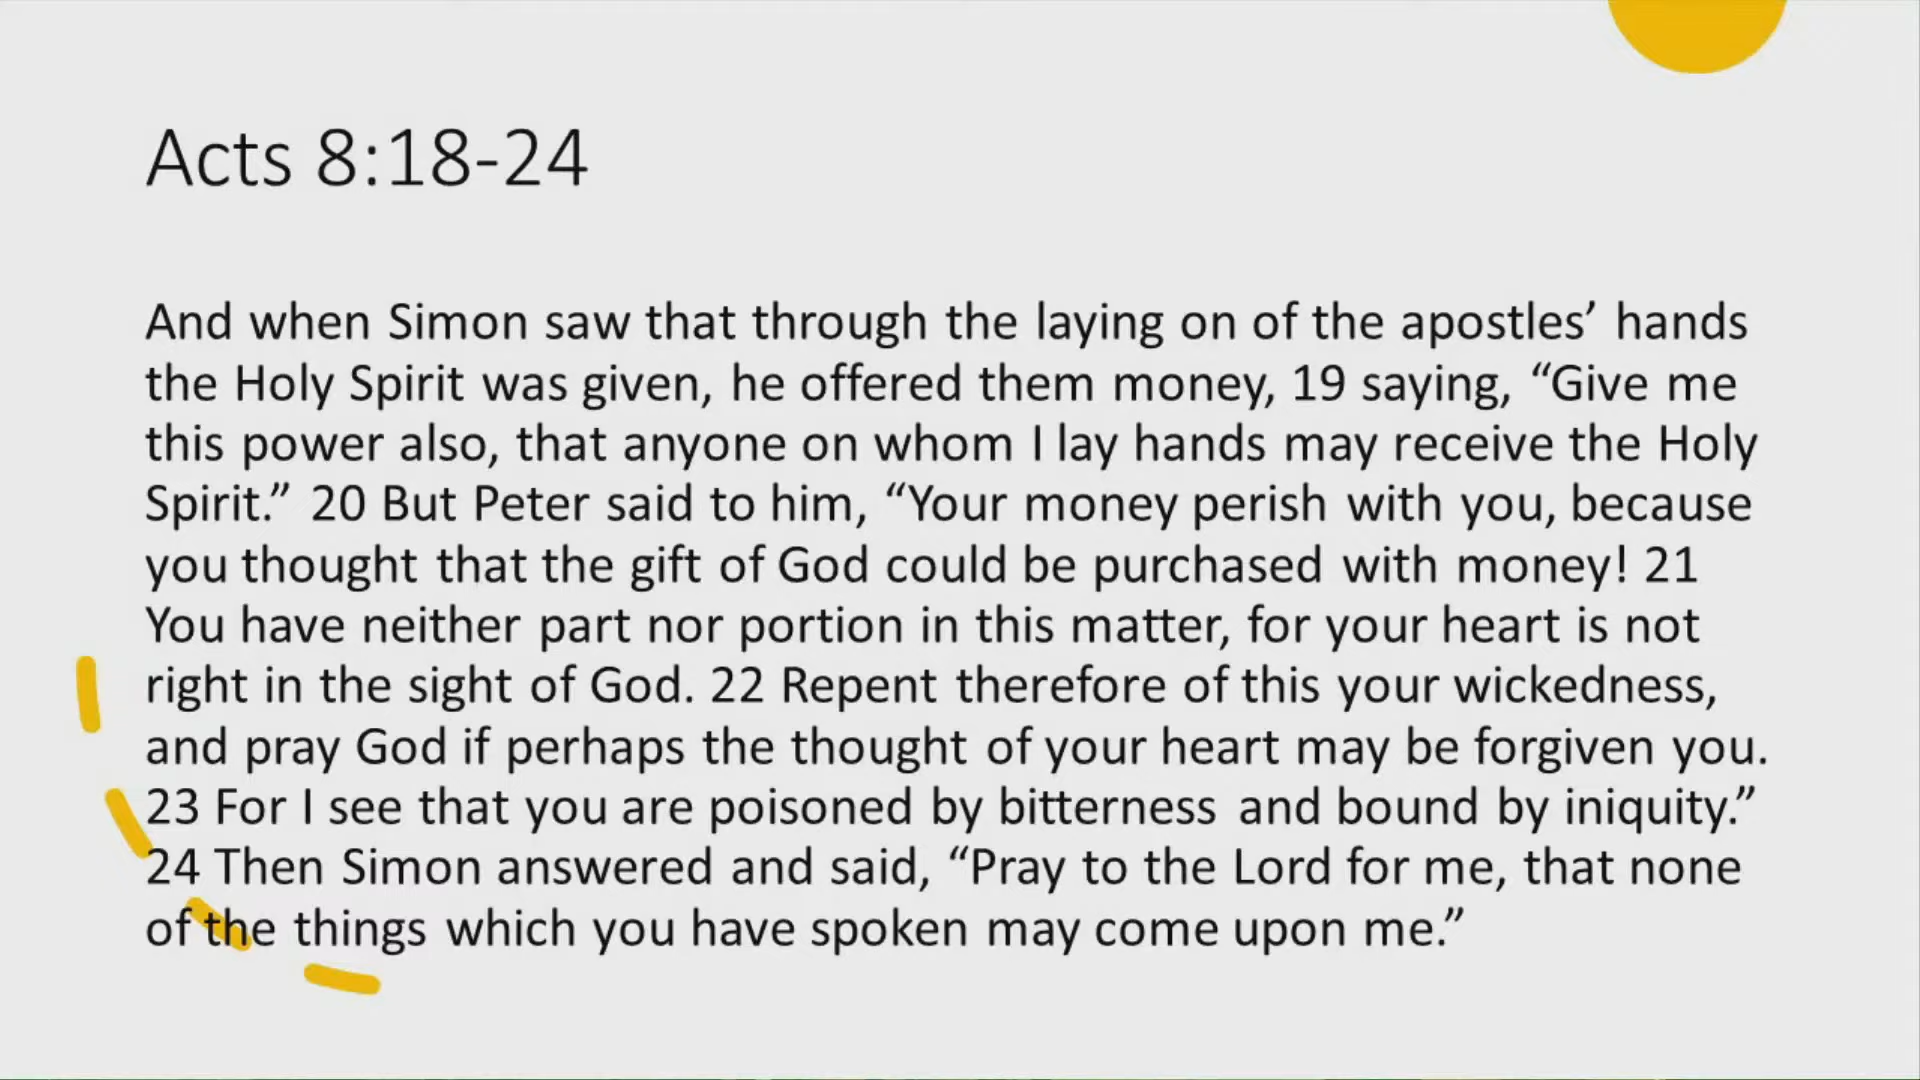 Acts 8:18-24
And when Simon saw that through the laying on of the apostles’ hands
the Holy Spirit was given, he offered them money, 19 saying, “Give me
this power also, that anyone on whom I lay hands may receive the Holy
Spirit.” 20 But Peter said to him, “Your money perish with you, because
you thought that the gift of God could be purchased with money! 21
You have neither part nor portion in this matter, for your heart is not
right in the sight of God. 22 Repent therefore of this your wickedness,
and pray God if perhaps the thought of your heart may be forgiven you.
23 For I see that you are poisoned by bitterness and bound by iniquity.”
24 Then Simon answered and said, “Pray to the Lord for me, that none
of the things which you have spoken may come upon me.”